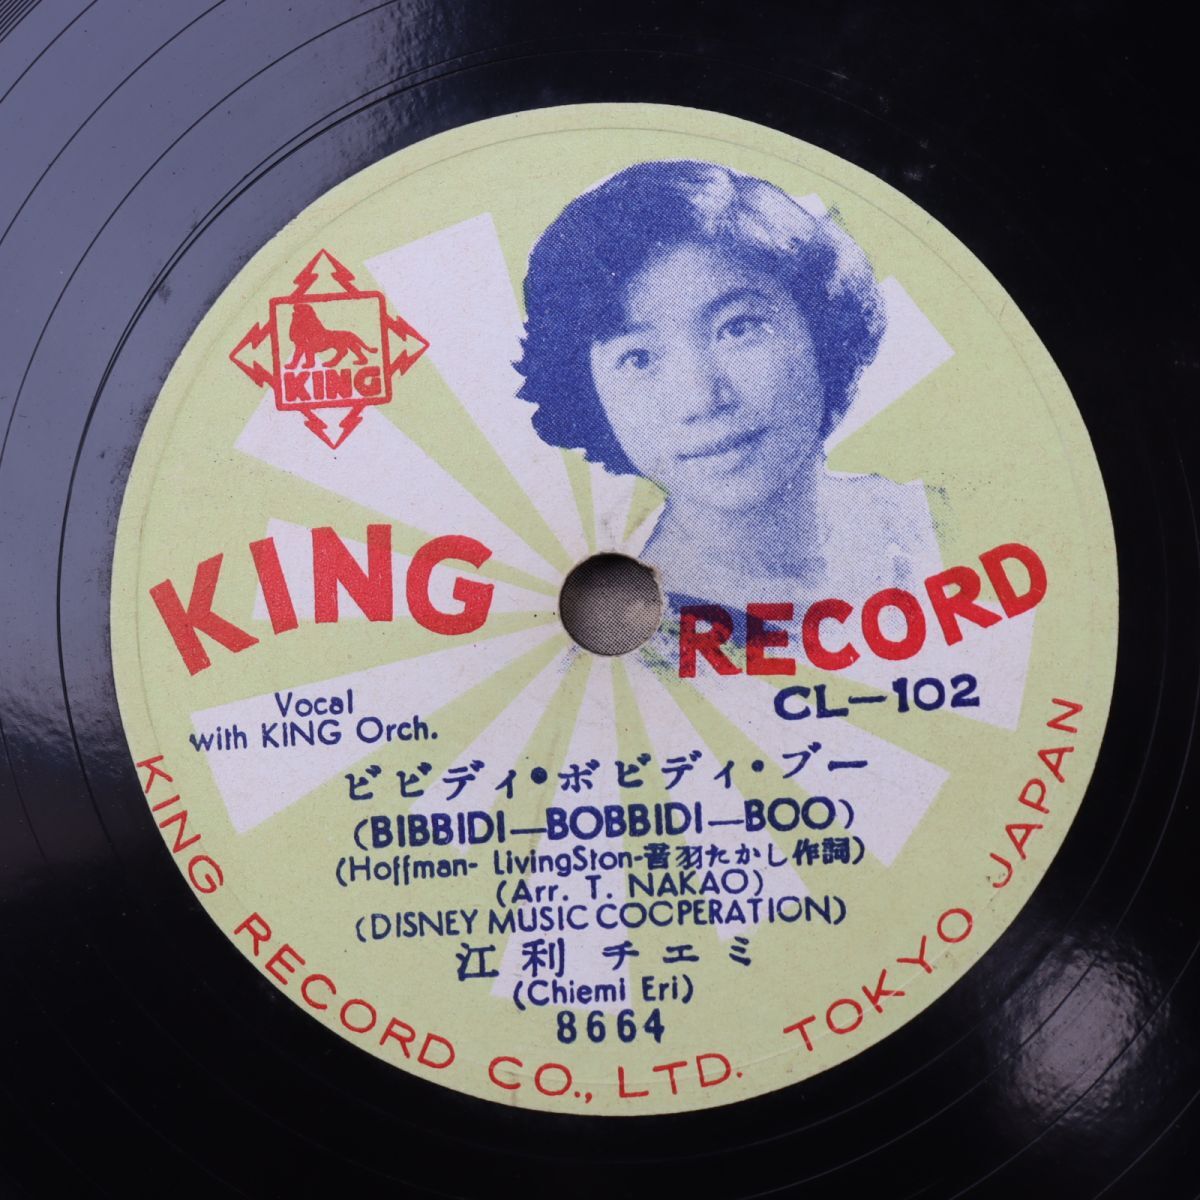 KING
KING RECORD
CL-102
Vocal
with KING Orch.
ビビディ・ボビディ・ブー
(BIBBIDI—BOBBIDI—BOO)
(Hoffman- LivingSton-音羽たかし作詞)
(Arr. T. NAKAO)
(DISNEY MUSIC COOPERATION)
江利 チエミ
(Chiemi Eri)
8664
KING RECORD CO., LTD. TOKYO JAPAN